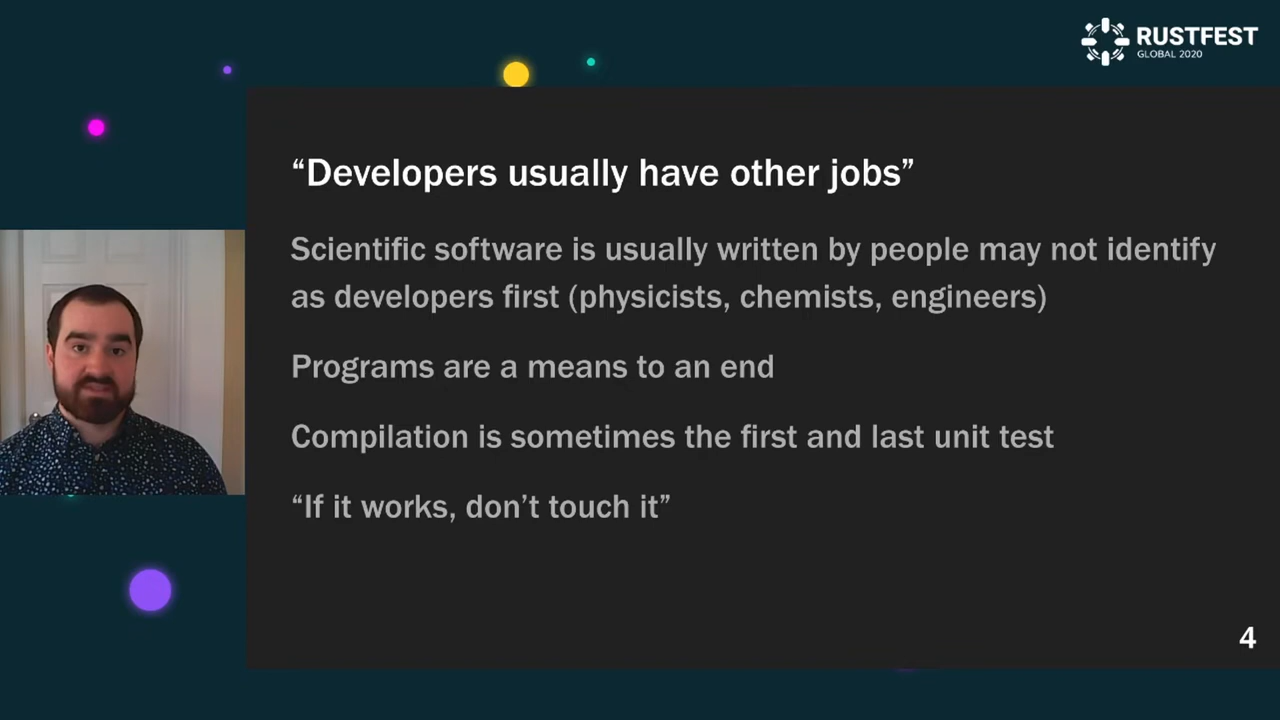 RUSTFEST
GLOBAL 2020
“Developers usually have other jobs”
Scientific software is usually written by people may not identify
as developers first (physicists, chemists, engineers)
Programs are a means to an end
Compilation is sometimes the first and last unit test
“If it works, don’t touch it”
4